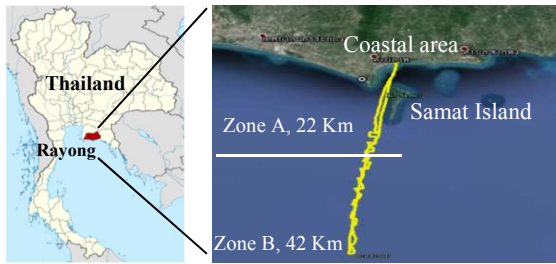 Thailand
Rayong
Coastal area
Samat Island
Zone A, 22 Km
Zone B, 42 Km